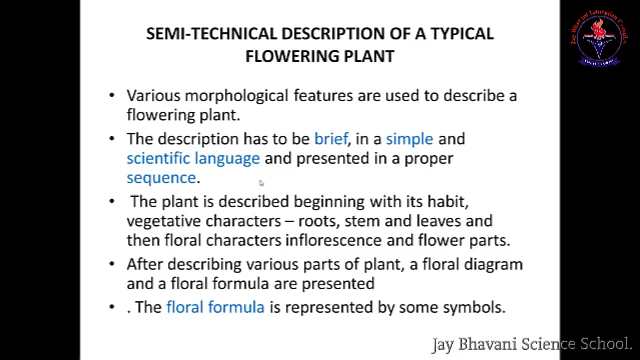 SEMI-TECHNICAL DESCRIPTION OF A TYPICAL
FLOWERING PLANT
• Various morphological features are used to describe a
flowering plant.
• The description has to be brief, in a simple and
scientific language and presented in a proper
sequence.
• The plant is described beginning with its habit,
vegetative characters – roots, stem and leaves and
then floral characters inflorescence and flower parts.
• After describing various parts of plant, a floral diagram
and a floral formula are presented
• . The floral formula is represented by some symbols.
Jay Bhavani Science School.